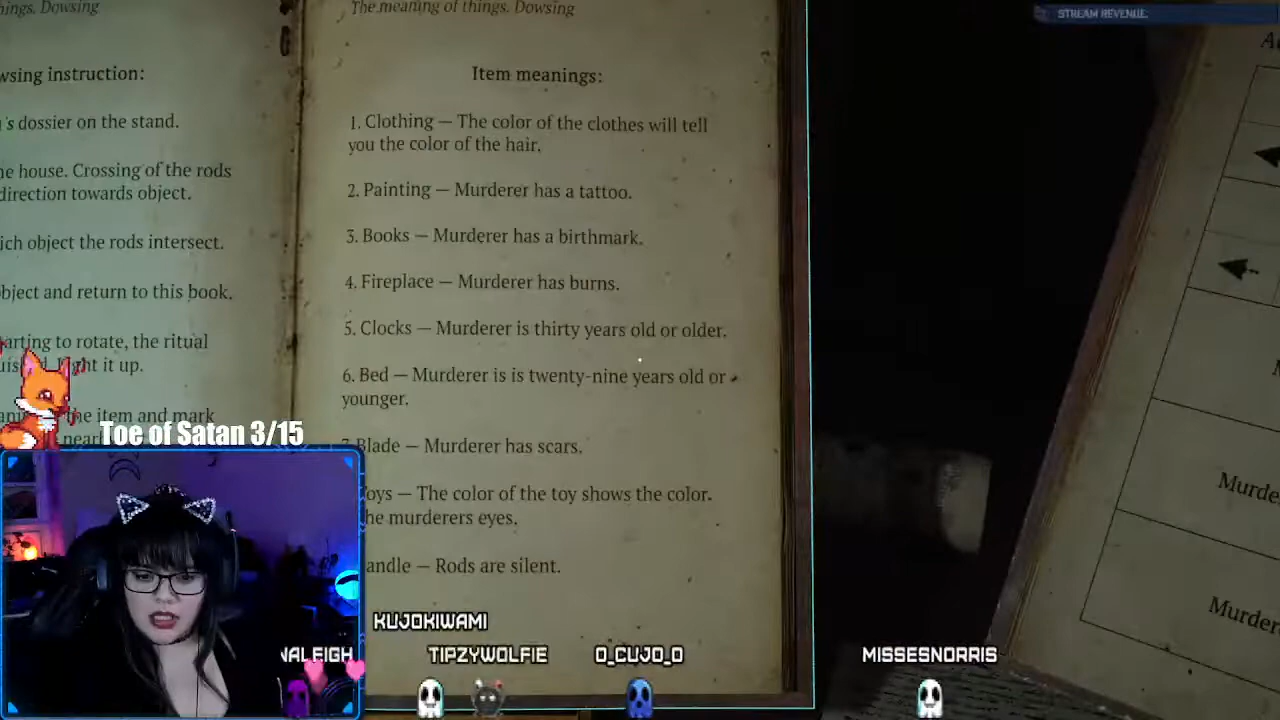 hings. Dowsing
wsing instruction:
's dossier on the stand.
he house. Crossing of the rods
direction towards object.
ich object the rods intersect.
object and return to this book.
arting to rotate, the ritual
ght it up.
the item and mark
near
The meaning of things. Dowsing
Item meanings:
1. Clothing — The color of the clothes will tell
you the color of the hair.
2. Painting — Murderer has a tattoo.
3. Books — Murderer has a birthmark.
4. Fireplace — Murderer has burns.
5. Clocks — Murderer is thirty years old or older.
6. Bed — Murderer is is twenty-nine years old or
younger.
7. Blade — Murderer has scars.
oys — The color of the toy shows the color
he murderers eyes.
andle — Rods are silent.
STREAM REVENUE
Murde
Murder
Toe of Satan 3/15
KUJOKIWAMI
NALEIGH
TIPZYWOLFIE
O_CUJO_O
MISSESNORRIS